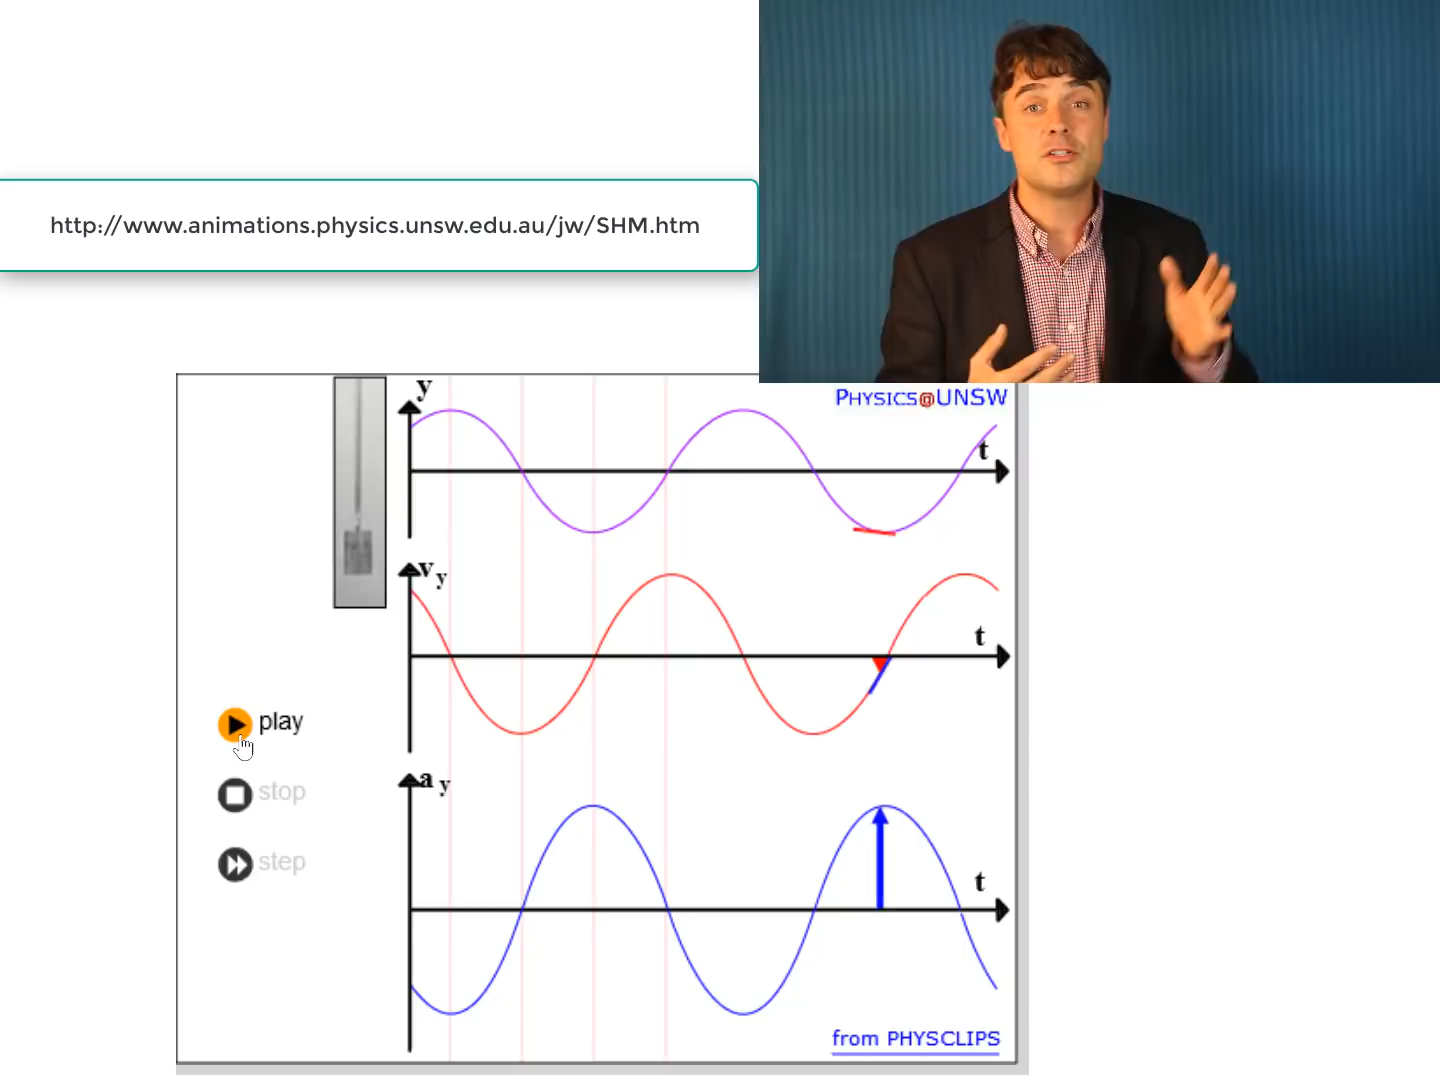 http://www.animations.physics.unsw.edu.au/jw/SHM.htm
y
PHYSICS@UNSW
t
vy
t
play
ay
stop
step
t
from PHYSCLIPS